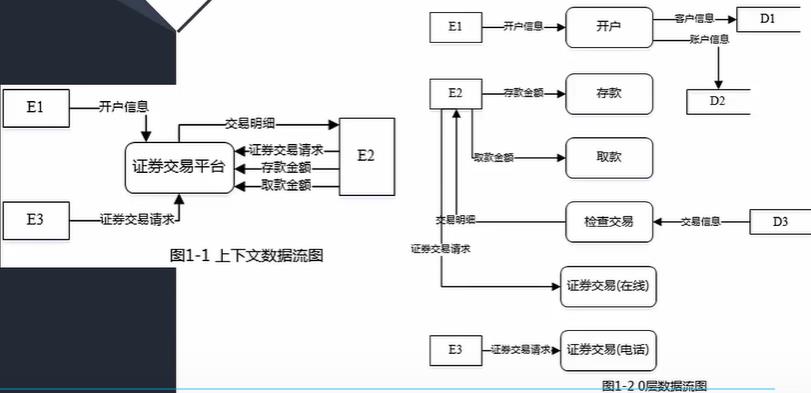 E1
开户信息
交易明细
证券交易请求
存款金额
取款金额
证券交易平台
E2
E3
证券交易请求
图1-1 上下文数据流图
E1
开户信息
开户
客户信息
D1
账户信息
D2
E2
存款金额
存款
取款金额
取款
交易明细
检查交易
交易信息
D3
证券交易请求
证券交易(在线)
E3
证券交易请求
证券交易(电话)
图1-2 0层数据流图